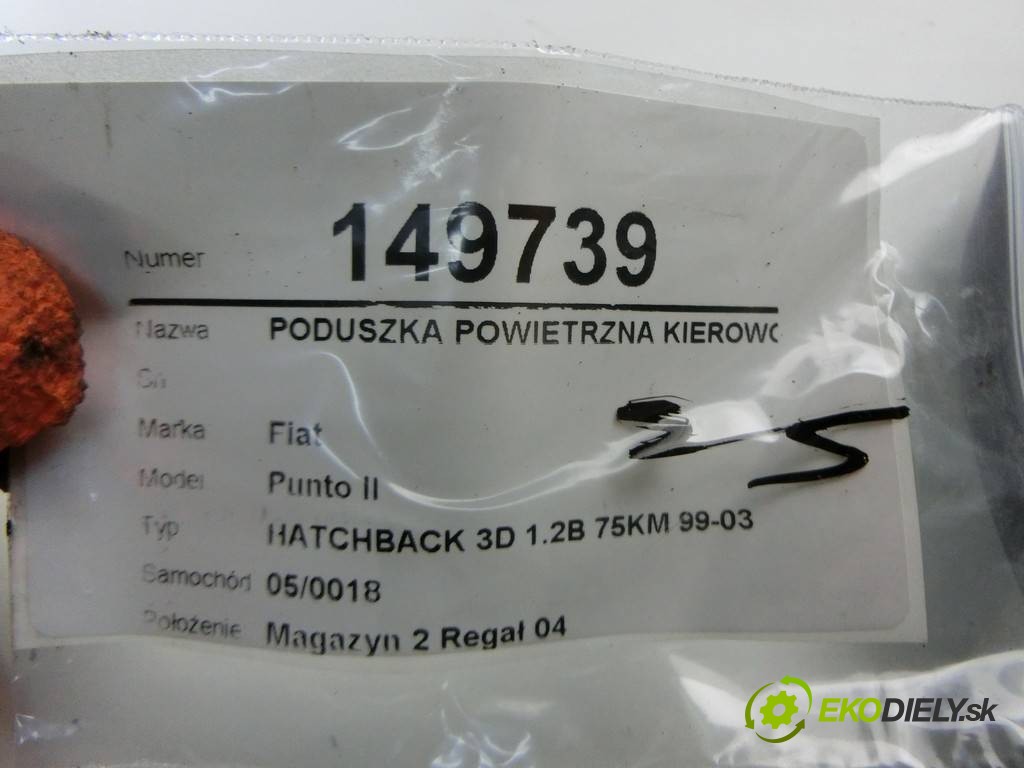 Numer 149739
Nazwa PODUSZKA POWIETRZNA KIEROWC
Sn
Marka Fiat
Model Punto II
Typ HATCHBACK 3D 1.2B 75KM 99-03
Samochód 05/0018
Położenie Magazyn 2 Regał 04
EKODIELY.sk